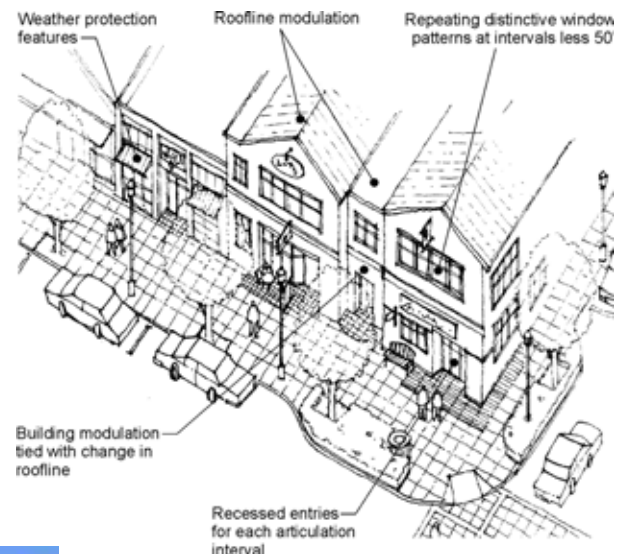 Weather protection
features
Roofline modulation
Repeating distinctive window
patterns at intervals less 50'
Building modulation
tied with change in
roofline
Recessed entries
for each articulation
interval